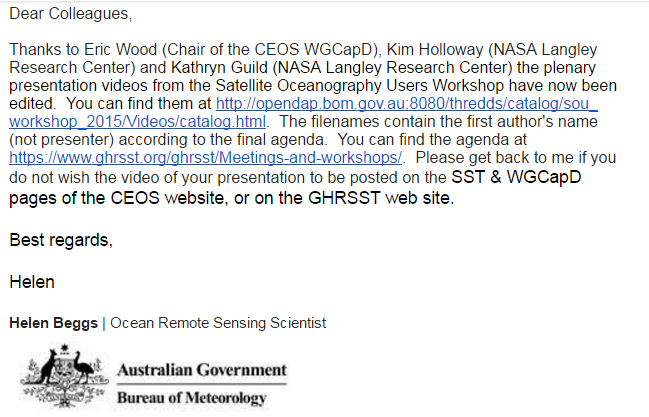 Dear Colleagues,
Thanks to Eric Wood (Chair of the CEOS WGCapD), Kim Holloway (NASA Langley
Research Center) and Kathryn Guild (NASA Langley Research Center) the plenary
presentation videos from the Satellite Oceanography Users Workshop have now been
edited.  You can find them at http://opendap.bom.gov.au:8080/thredds/catalog/sou_
workshop_2015/Videos/catalog.html.  The filenames contain the first author's name
(not presenter) according to the final agenda.  You can find the agenda at
https://www.ghrsst.org/ghrsst/Meetings-and-workshops/.  Please get back to me if you
do not wish the video of your presentation to be posted on the SST & WGCapD
pages of the CEOS website, or on the GHRSST web site.
Best regards,
Helen
Helen Beggs | Ocean Remote Sensing Scientist
Australian Government
Bureau of Meteorology